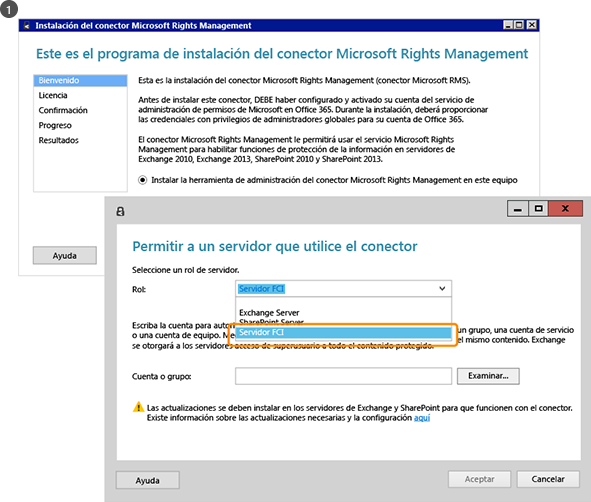 1
Instalación del conector Microsoft Rights Management
Este es el programa de instalación del conector Microsoft Rights Management
Bienvenido
Licencia
Confirmación
Progreso
Resultados
Esta es la instalación del conector Microsoft Rights Management (conector Microsoft RMS).
Antes de instalar este conector, DEBE haber configurado y activado su cuenta del servicio de
administración de permisos de Microsoft en Office 365. Durante la instalación, deberá proporcionar
las credenciales con privilegios de administradores globales para su cuenta de Office 365.
El conector Microsoft Rights Management le permitirá usar el servicio Microsoft Rights
Management para habilitar funciones de protección de la información en servidores de
Exchange 2010, Exchange 2013, SharePoint 2010 y SharePoint 2013.
Instalar la herramienta de administración del conector Microsoft Rights Management en este equipo
Ayuda
Permitir a un servidor que utilice el conector
Seleccione un rol de servidor.
Rol:
Servidor FCI
Exchange Server
SharePoint Server
Servidor FCI
Escriba la cuenta para un grupo, una cuenta de servicio
o una cuenta de equipo. el mismo contenido. Exchange
se otorgará a los servidores acceso de superusuario a todo el contenido protegido.
Cuenta o grupo:
Examinar...
Las actualizaciones se deben instalar en los servidores de Exchange y SharePoint para que funcionen con el conector.
Existe información sobre las actualizaciones necesarias y la configuración aquí
Ayuda
Aceptar
Cancelar